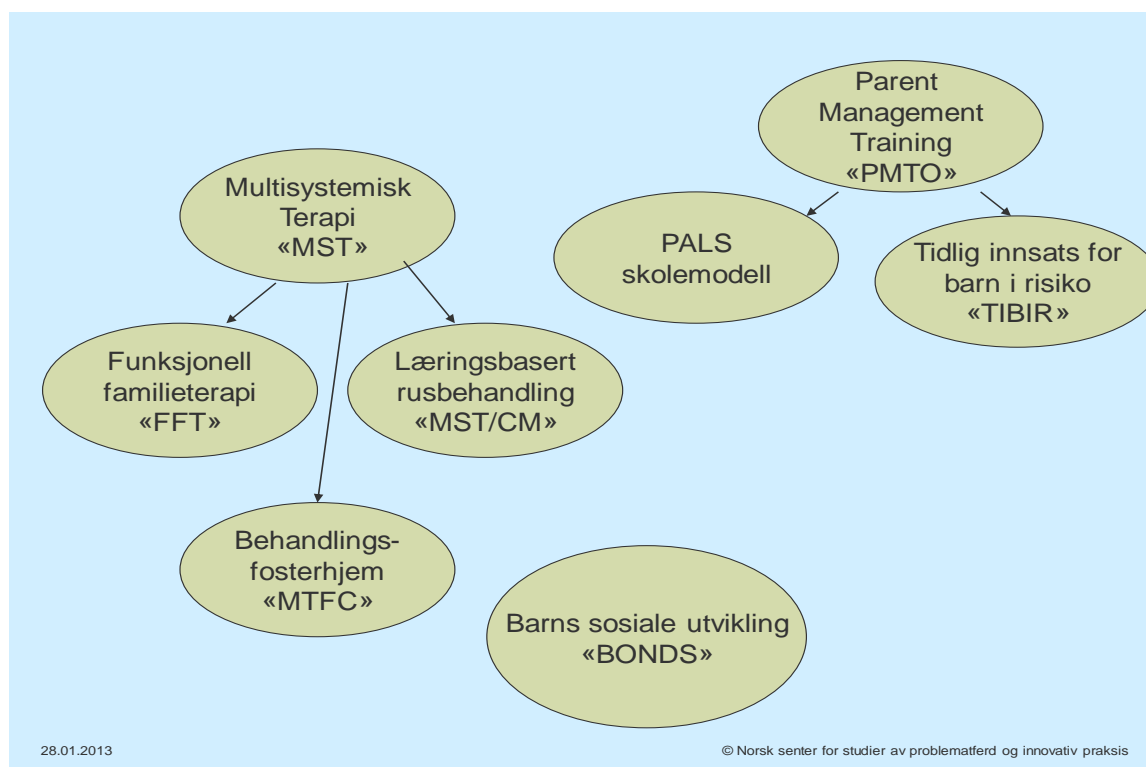 Parent
Management
Training
«PMTO»
Multisystemisk
Terapi
«MST»
PALS
skolemodell
Tidlig innsats for
barn i risiko
«TIBIR»
Funksjonell
familieterapi
«FFT»
Læringsbasert
rusbehandling
«MST/CM»
Behandlings-
fosterhjem
«MTFC»
Barns sosiale utvikling
«BONDS»
28.01.2013
© Norsk senter for studier av problematferd og innovativ praksis